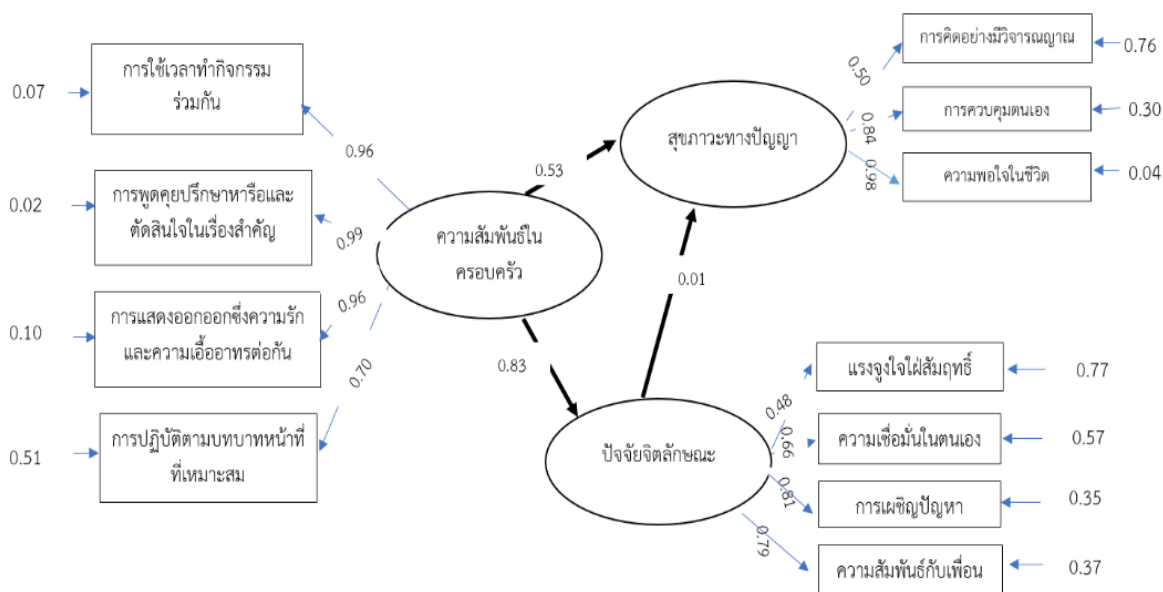 การใช้เวลาทำกิจกรรม
ร่วมกัน
0.07
0.96
การพูดคุยปรึกษาหารือและ
ตัดสินใจในเรื่องสำคัญ
0.02
0.99
การแสดงออกออกซึ่งความรัก
และความเอื้ออาทรต่อกัน
0.10
0.96
การปฏิบัติตามบทบาทหน้าที่
ที่เหมาะสม
0.51
0.70
ความสัมพันธ์ใน
ครอบครัว
0.53
0.83
0.01
สุขภาวะทางปัญญา
0.50
การคิดอย่างมีวิจารณญาณ
0.76
0.84
การควบคุมตนเอง
0.30
0.98
ความพอใจในชีวิต
0.04
ปัจจัยจิตลักษณะ
0.48
แรงจูงใจใฝ่สัมฤทธิ์
0.77
0.66
ความเชื่อมั่นในตนเอง
0.57
0.81
การเผชิญปัญหา
0.35
0.79
ความสัมพันธ์กับเพื่อน
0.37